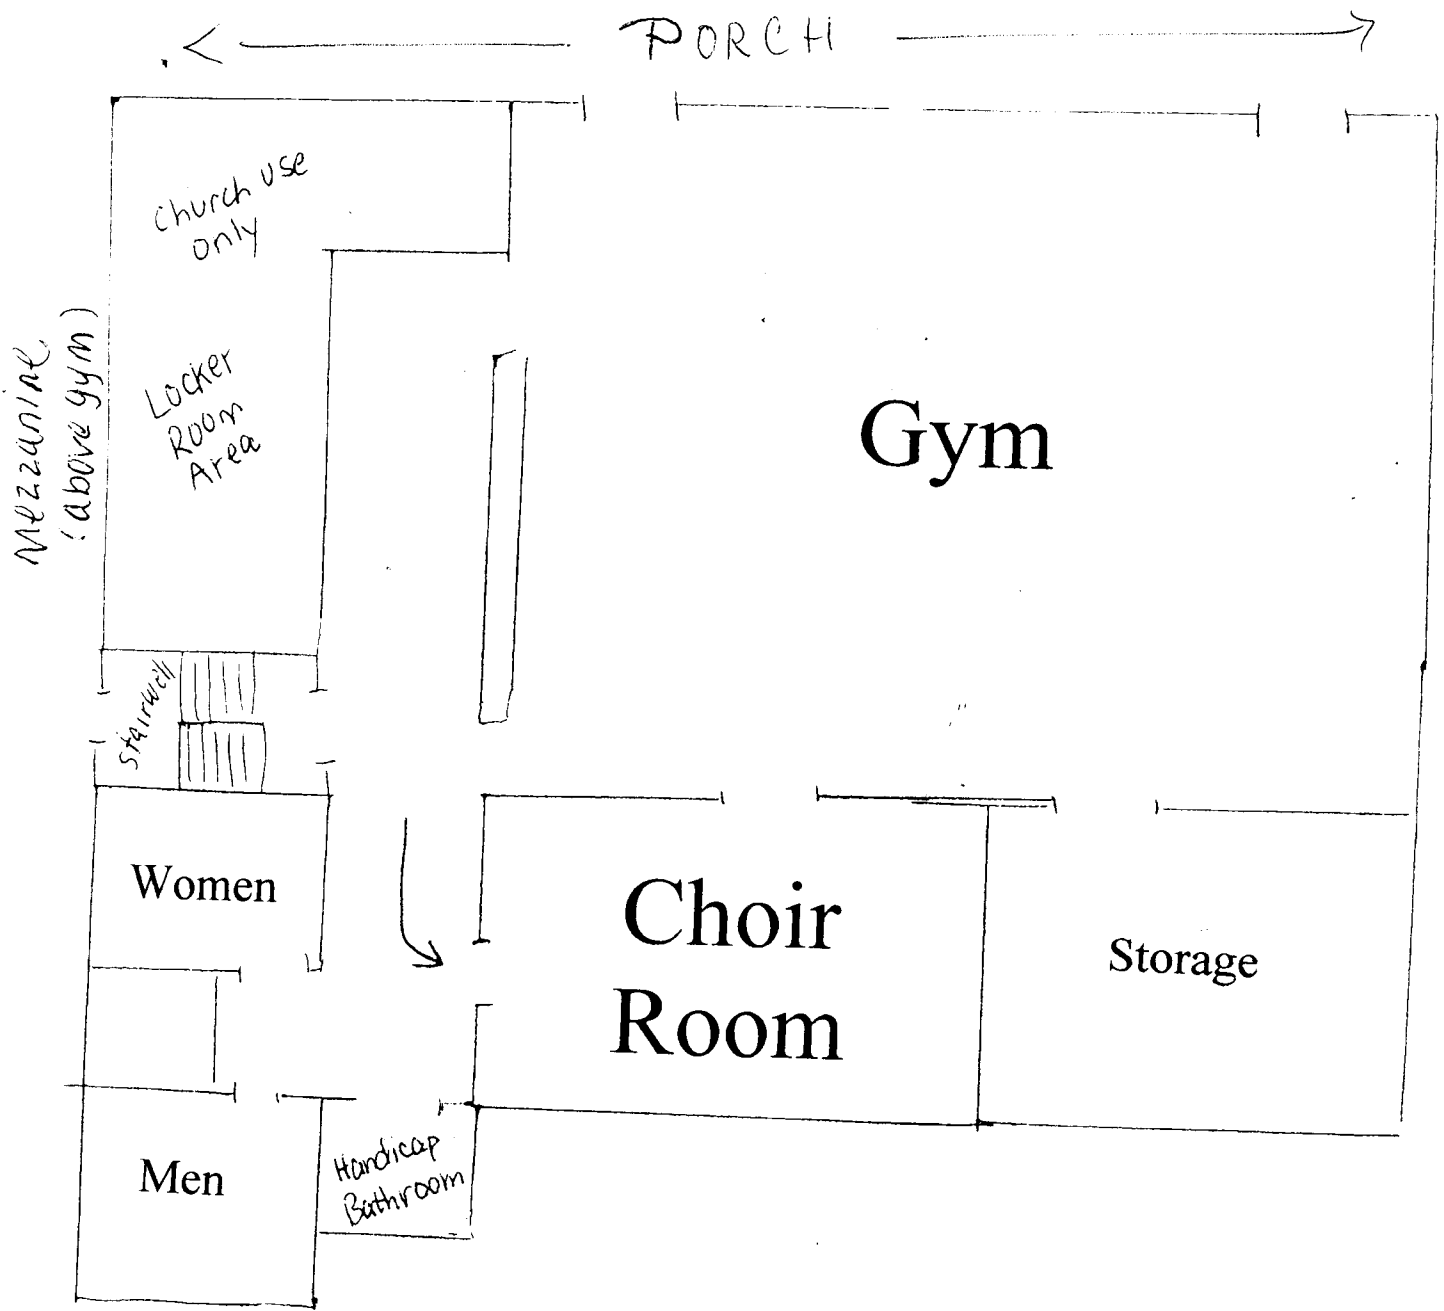 PORCH
Church use
only
Mezzanine
(above gym)
Locker
Room
Area
Gym
Stairwell
Women
Choir
Room
Storage
Men
Handicap
Bathroom